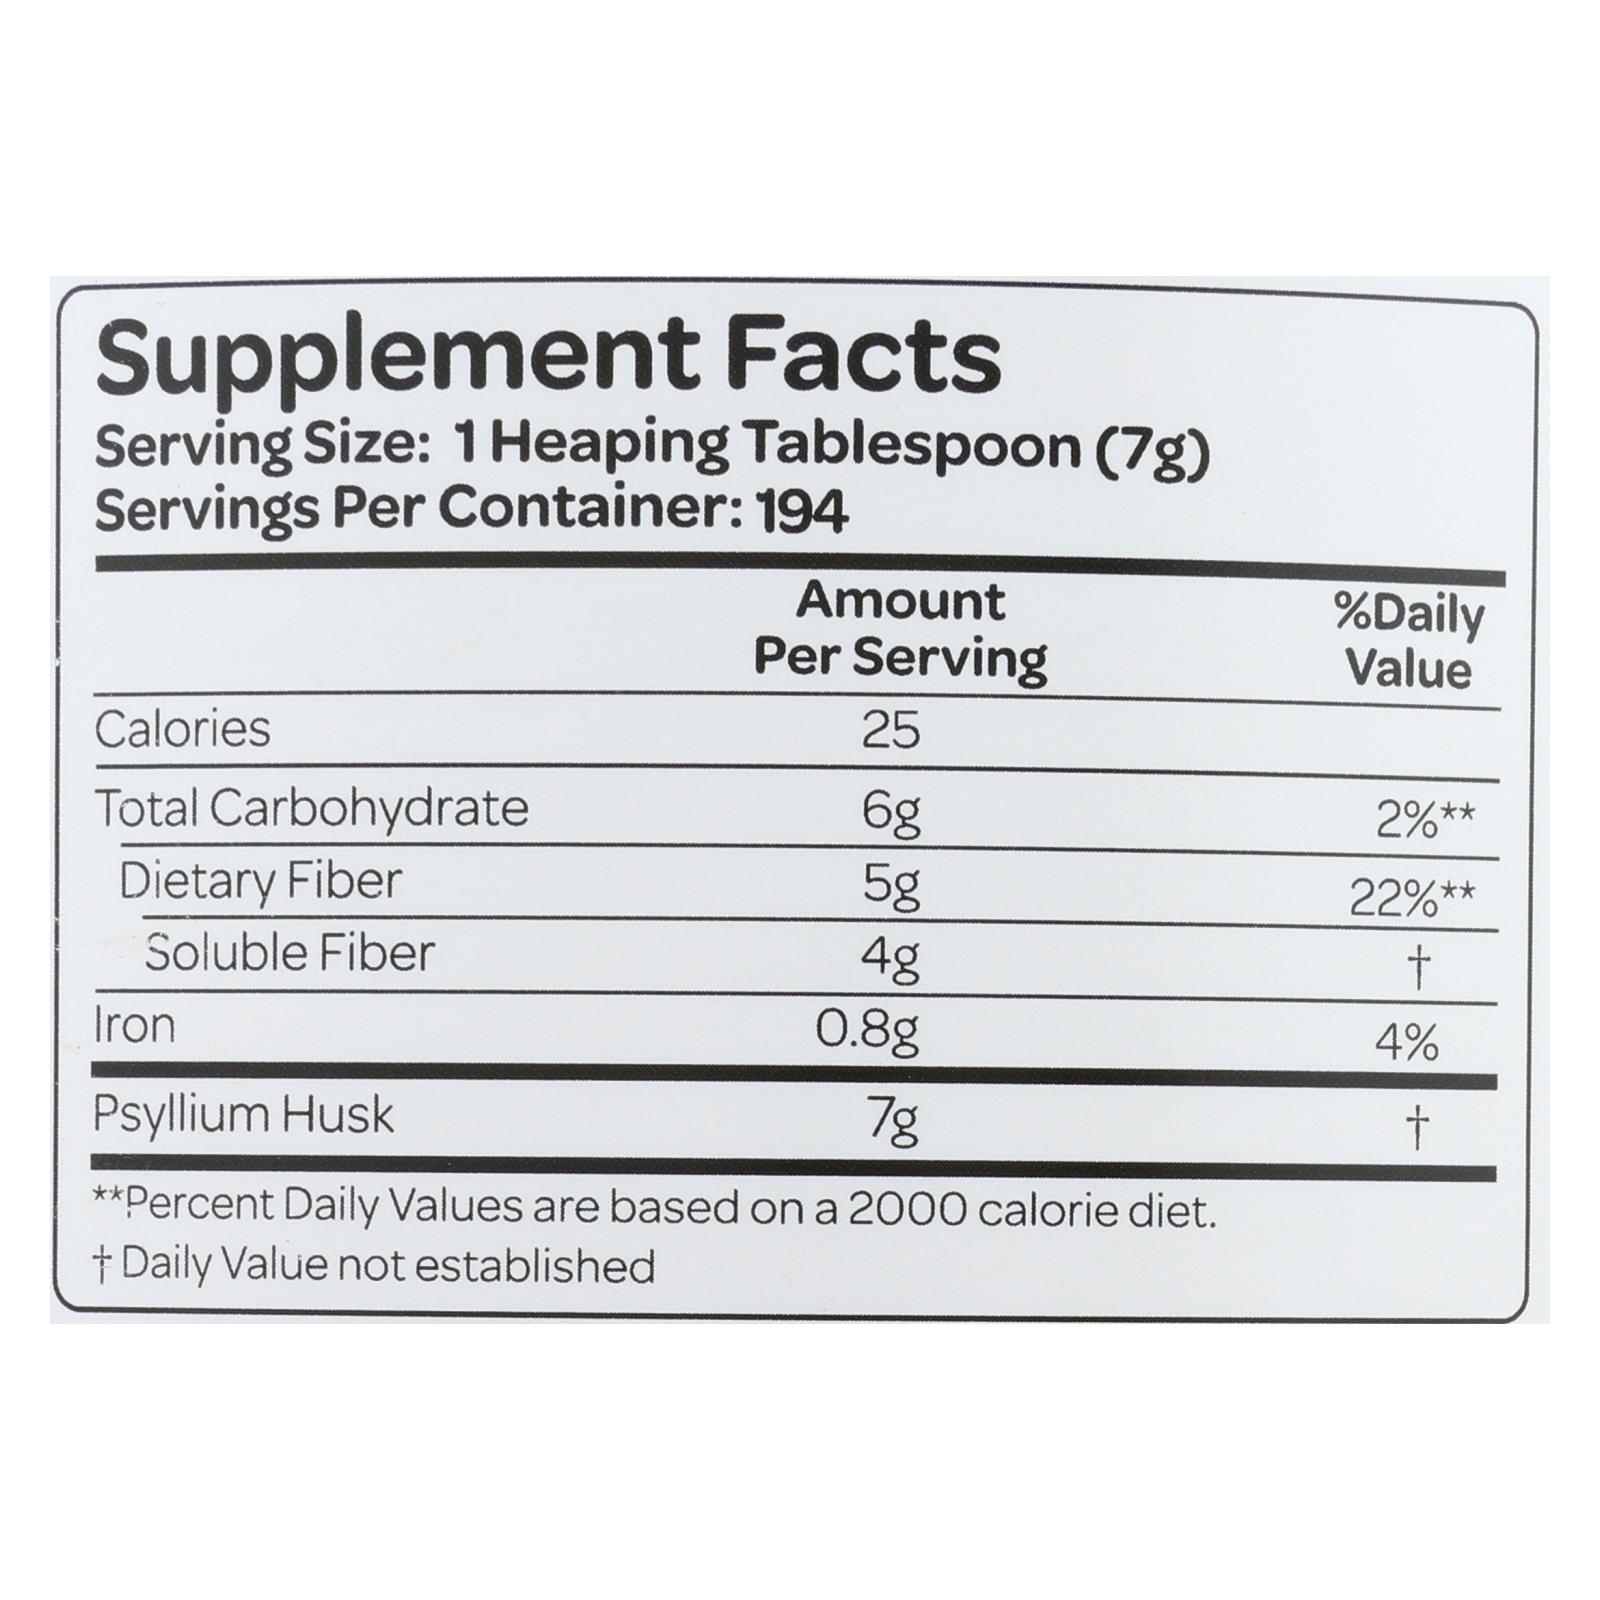 Supplement Facts
Serving Size: 1 Heaping Tablespoon (7g)
Servings Per Container: 194
Amount Per Serving %Daily Value
Calories 25
Total Carbohydrate 6g 2%**
Dietary Fiber 5g 22%**
Soluble Fiber 4g †
Iron 0.8g 4%
Psyllium Husk 7g †
**Percent Daily Values are based on a 2000 calorie diet.
† Daily Value not established